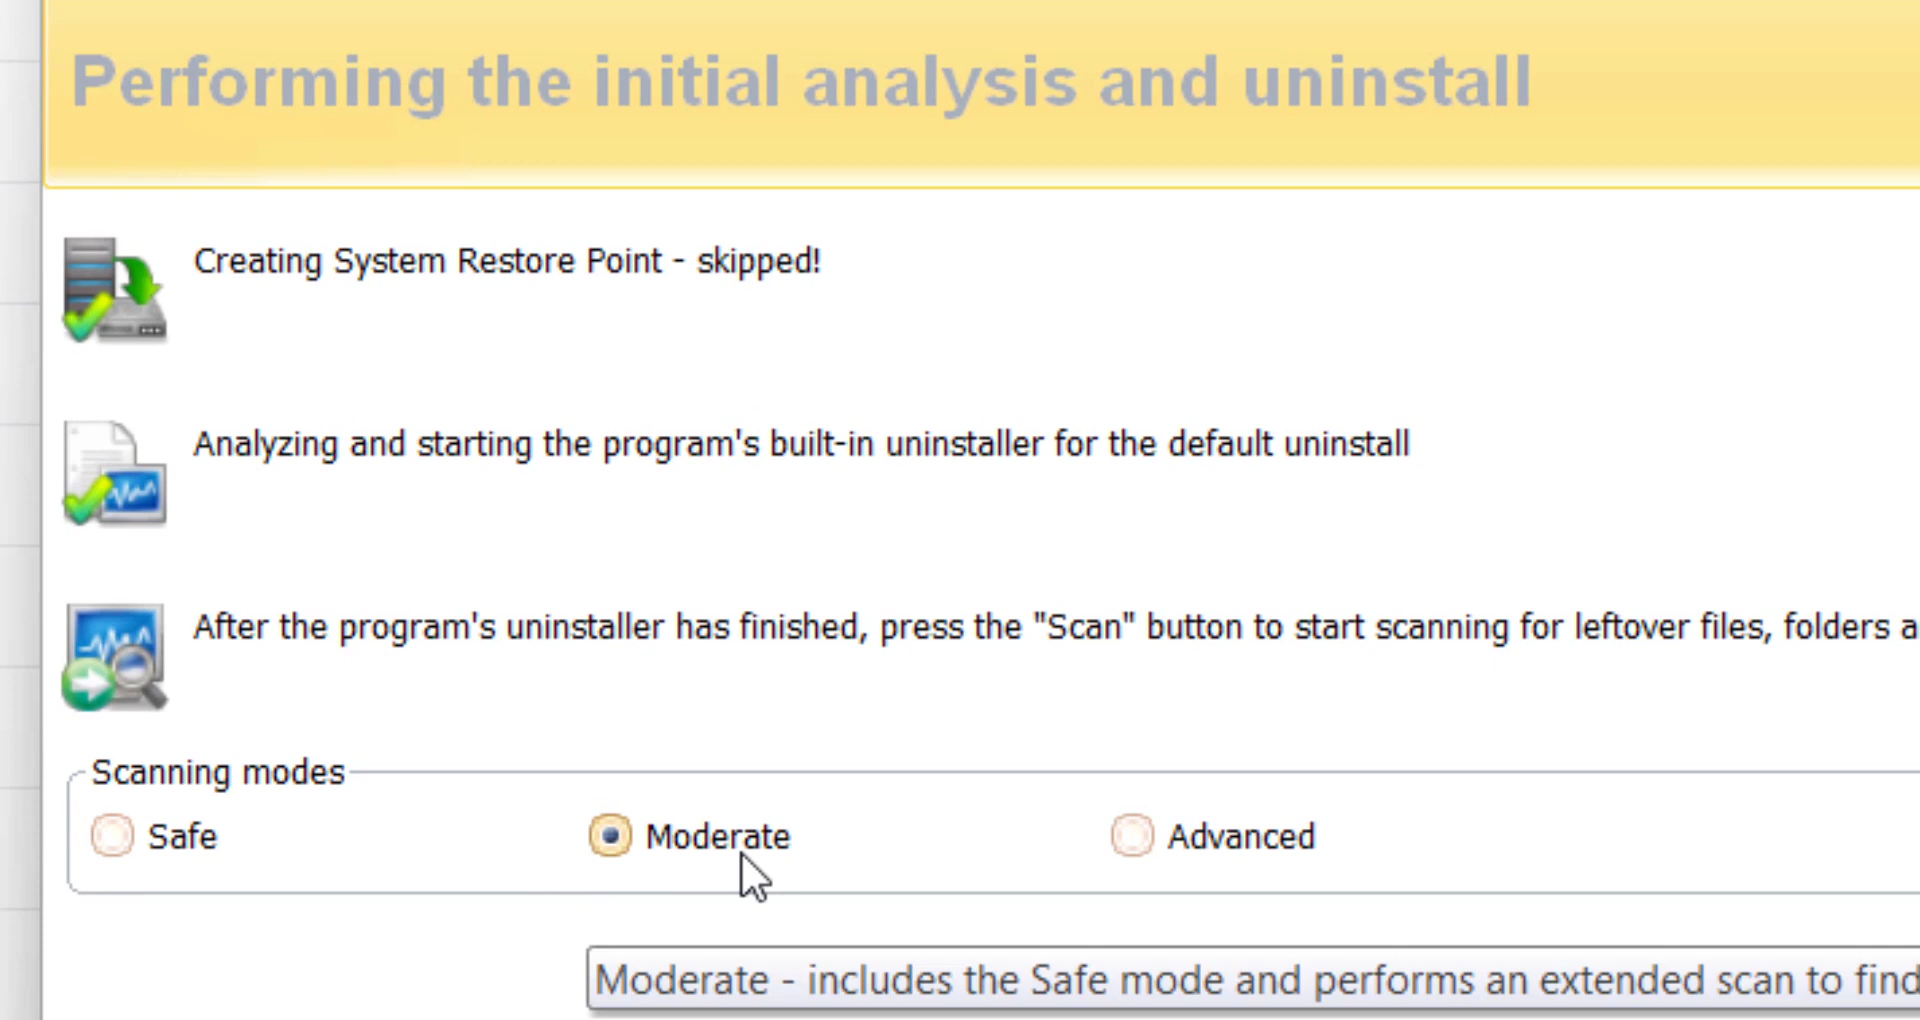 Performing the initial analysis and uninstall
Creating System Restore Point - skipped!
Analyzing and starting the program's built-in uninstaller for the default uninstall
After the program's uninstaller has finished, press the "Scan" button to start scanning for leftover files, folders a
Scanning modes
Safe Moderate Advanced
Moderate - includes the Safe mode and performs an extended scan to find